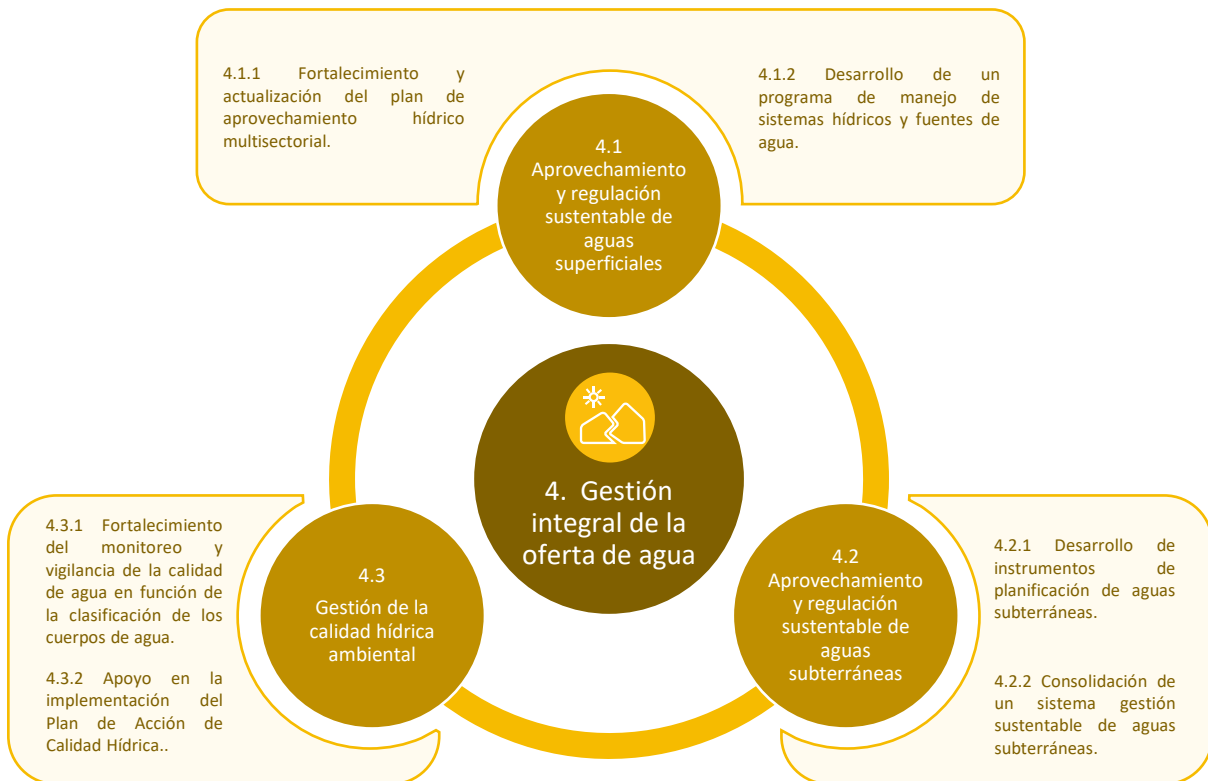 4.1.1 Fortalecimiento y
actualización del plan de
aprovechamiento hídrico
multisectorial.
4.1.2 Desarrollo de un
programa de manejo de
sistemas hídricos y fuentes de
agua.
4.1
Aprovechamiento
y regulación
sustentable de
aguas
superficiales
4. Gestión
integral de la
oferta de agua
4.3.1 Fortalecimiento
del monitoreo y
vigilancia de la calidad
de agua en función de
la clasificación de los
cuerpos de agua.
4.3.2 Apoyo en la
implementación del
Plan de Acción de
Calidad Hídrica..
4.3
Gestión de la
calidad hídrica
ambiental
4.2
Aprovechamiento
y regulación
sustentable de
aguas
subterráneas
4.2.1 Desarrollo de
instrumentos de
planificación de aguas
subterráneas.
4.2.2 Consolidación de
un sistema gestión
sustentable de aguas
subterráneas.